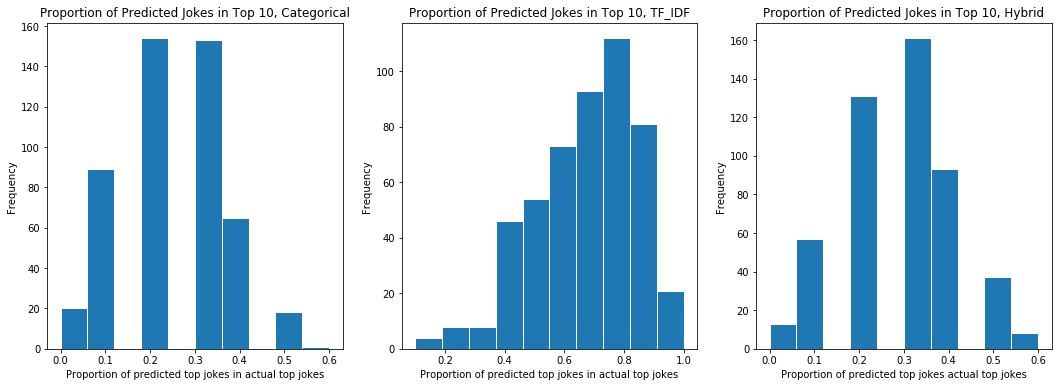 Proportion of Predicted Jokes in Top 10, Categorical
160
140
120
100
80
60
40
20
0
Frequency
0.0 0.1 0.2 0.3 0.4 0.5 0.6
Proportion of predicted top jokes in actual top jokes
Proportion of Predicted Jokes in Top 10, TF_IDF
100
80
60
40
20
0
Frequency
0.2 0.4 0.6 0.8 1.0
Proportion of predicted top jokes in actual top jokes
Proportion of Predicted Jokes in Top 10, Hybrid
160
140
120
100
80
60
40
20
0
Frequency
0.0 0.1 0.2 0.3 0.4 0.5 0.6
Proportion of predicted top jokes actual top jokes